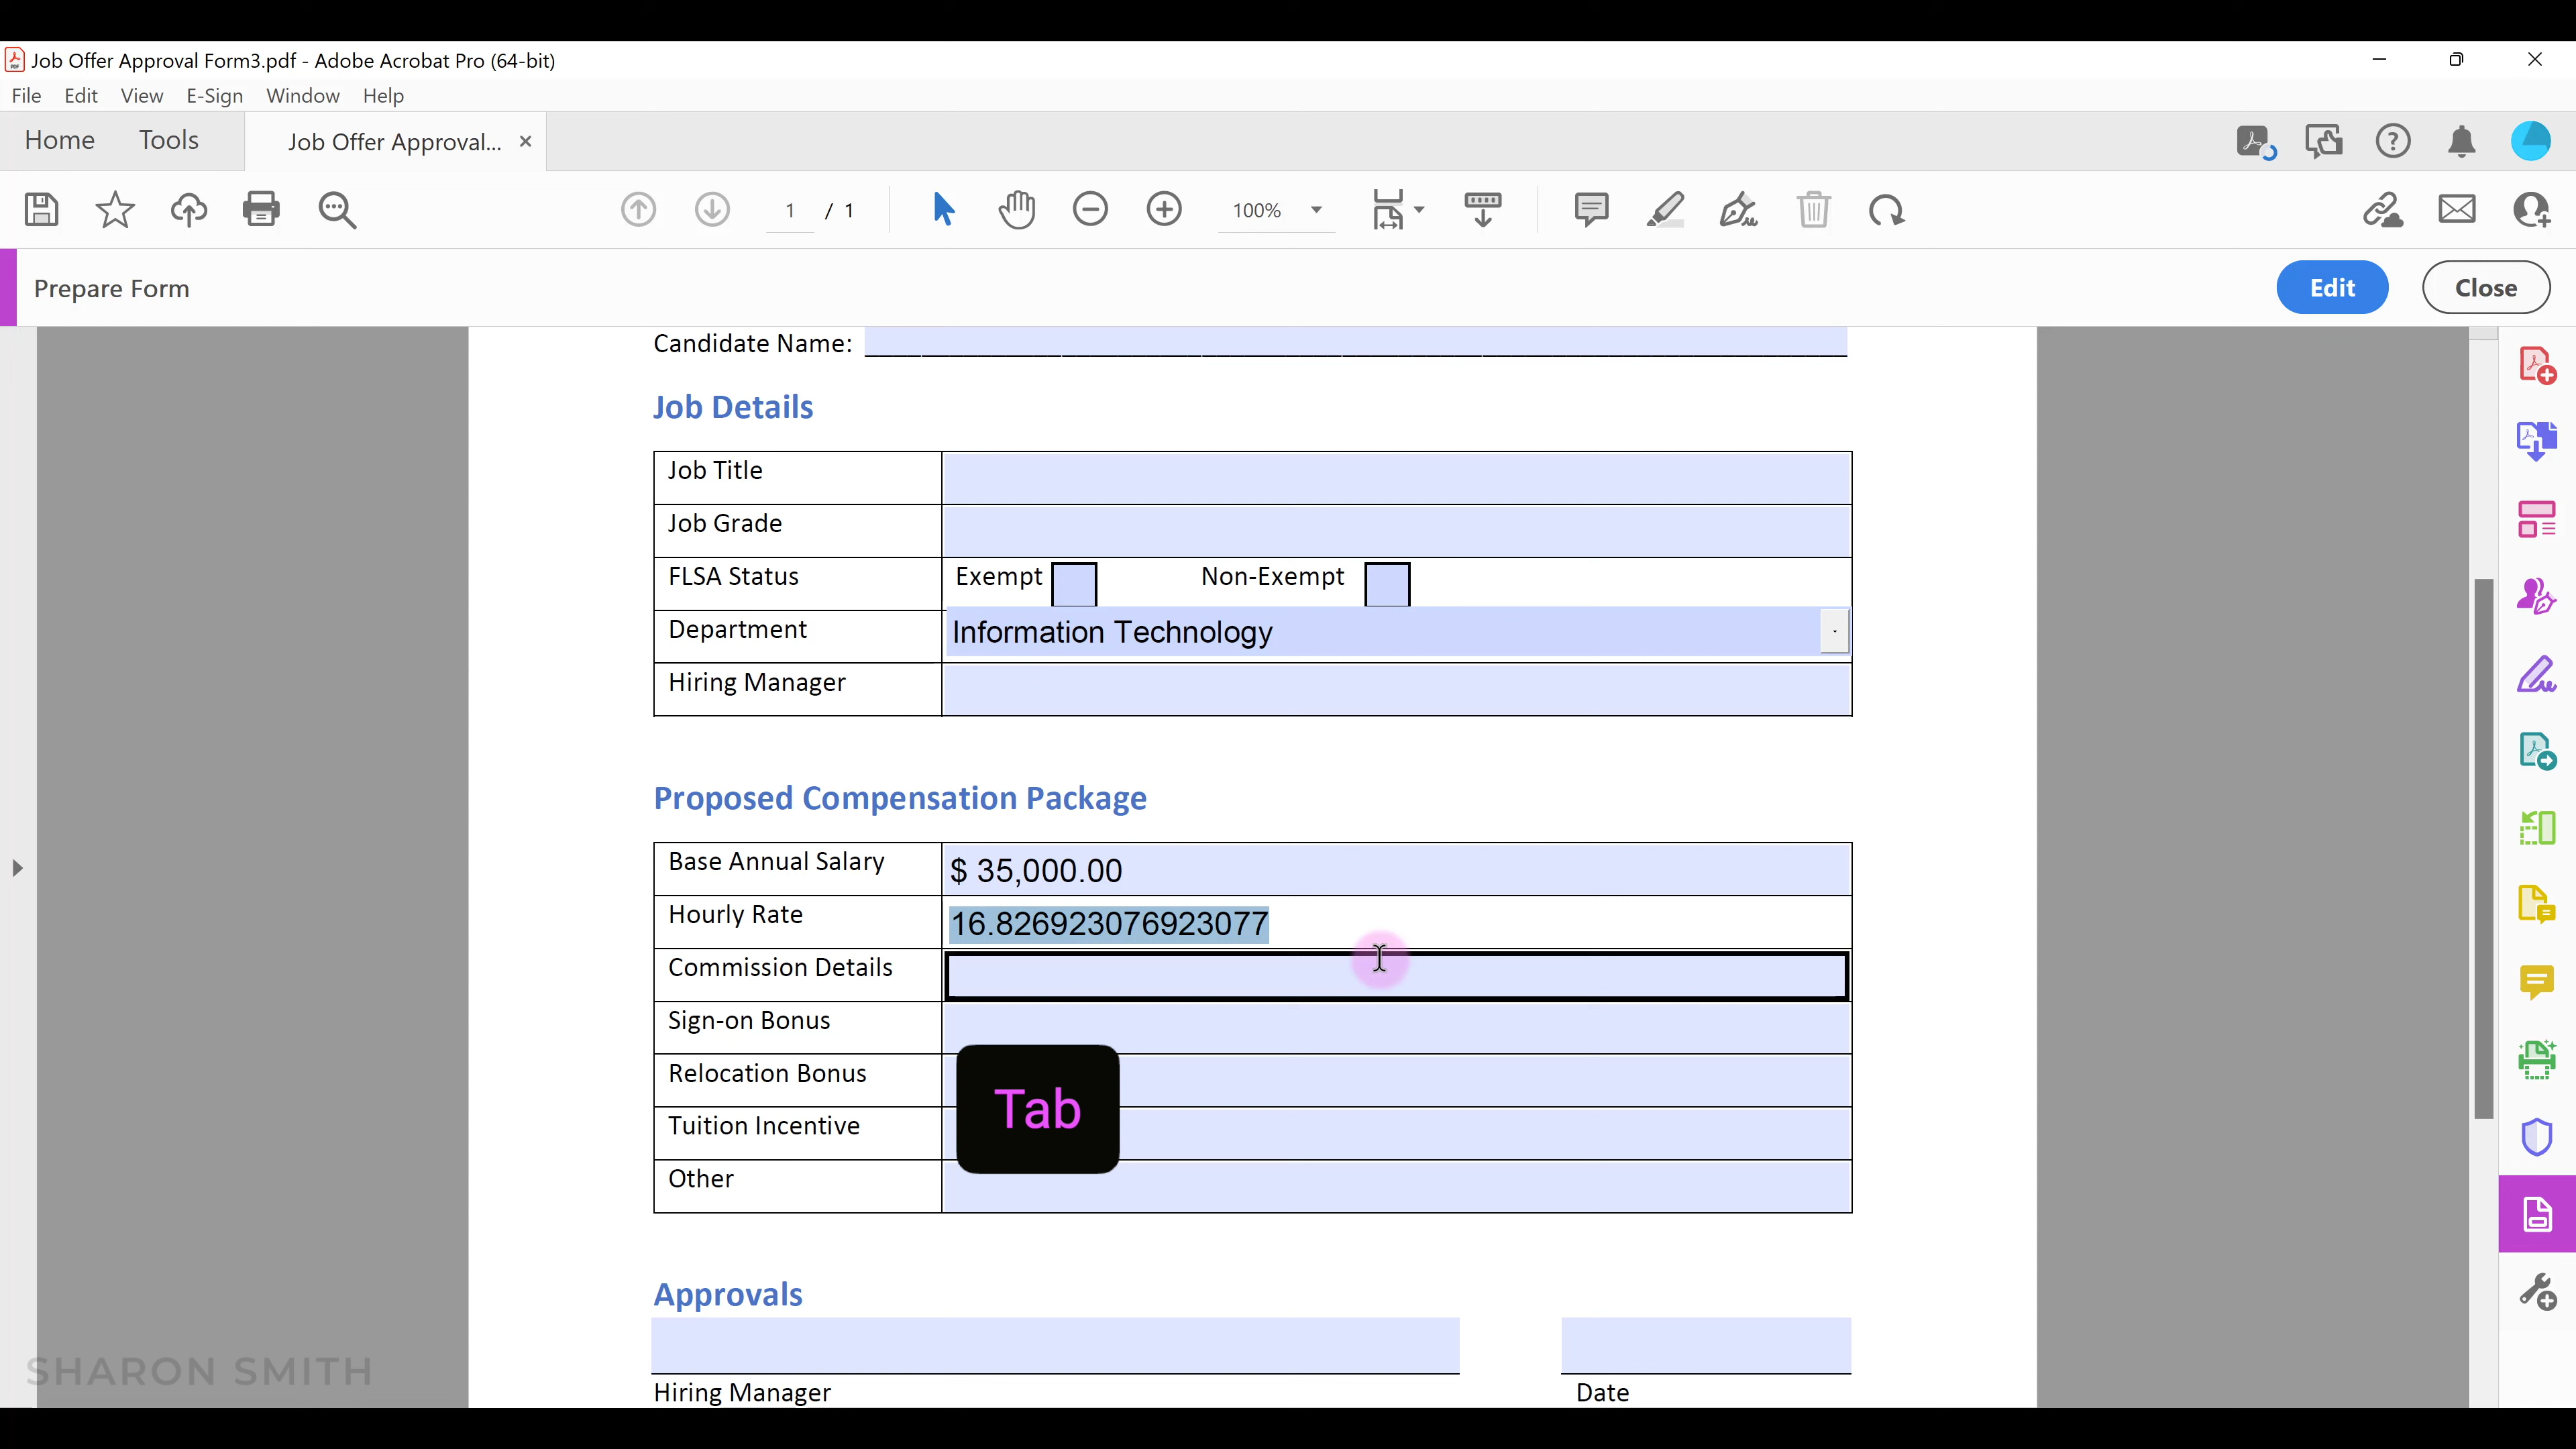 Job Offer Approval Form3.pdf - Adobe Acrobat Pro (64-bit)
File Edit View E-Sign Window Help
Home Tools Job Offer Approval...
1 / 1 100%
Prepare Form Edit Close
Candidate Name:
Job Details
Job Title
Job Grade
FLSA Status Exempt Non-Exempt
Department Information Technology
Hiring Manager
Proposed Compensation Package
Base Annual Salary $ 35,000.00
Hourly Rate 16.826923076923077
Commission Details
Sign-on Bonus
Relocation Bonus
Tab
Tuition Incentive
Other
Approvals
SHARON SMITH
Hiring Manager Date